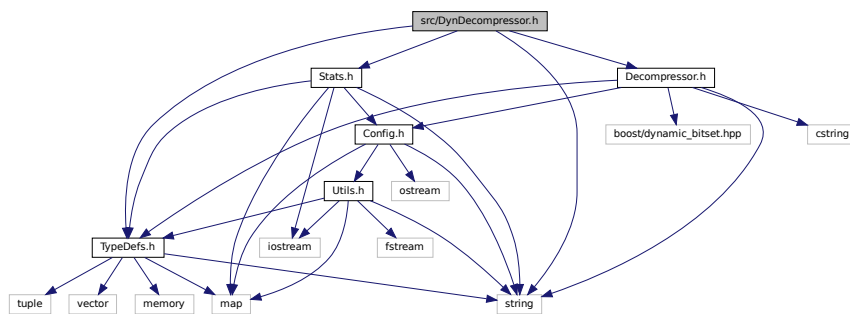 src/DynDecompressor.h
Stats.h
Decompressor.h
Config.h
boost/dynamic_bitset.hpp
cstring
Utils.h
ostream
TypeDefs.h
iostream
fstream
tuple
vector
memory
map
string